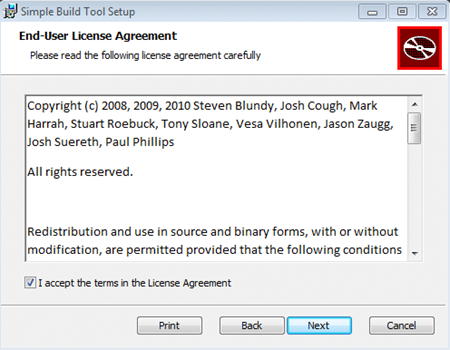 Simple Build Tool Setup
End-User License Agreement
Please read the following license agreement carefully
Copyright (c) 2008, 2009, 2010 Steven Blundy, Josh Cough, Mark
Harrah, Stuart Roebuck, Tony Sloane, Vesa Vilhonen, Jason Zaugg,
Josh Suereth, Paul Phillips
All rights reserved.
Redistribution and use in source and binary forms, with or without
modification, are permitted provided that the following conditions
I accept the terms in the License Agreement
Print Back Next Cancel